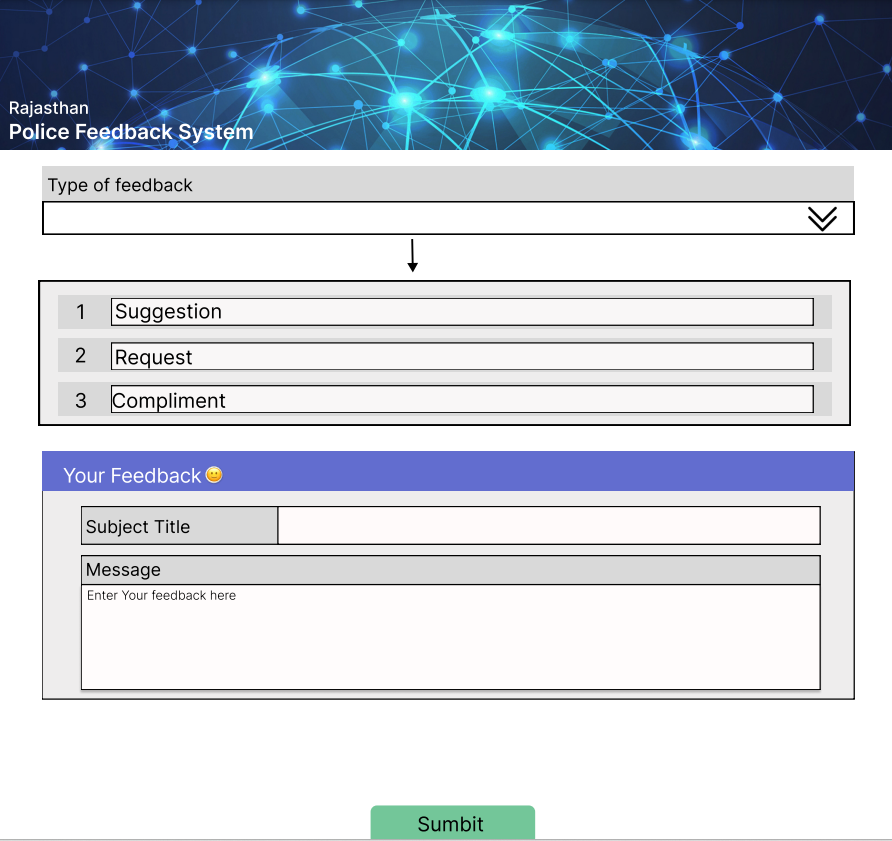 Rajasthan
Police Feedback System
Type of feedback
1 Suggestion
2 Request
3 Compliment
Your Feedback🙂
Subject Title
Message
Enter Your feedback here
Sumbit